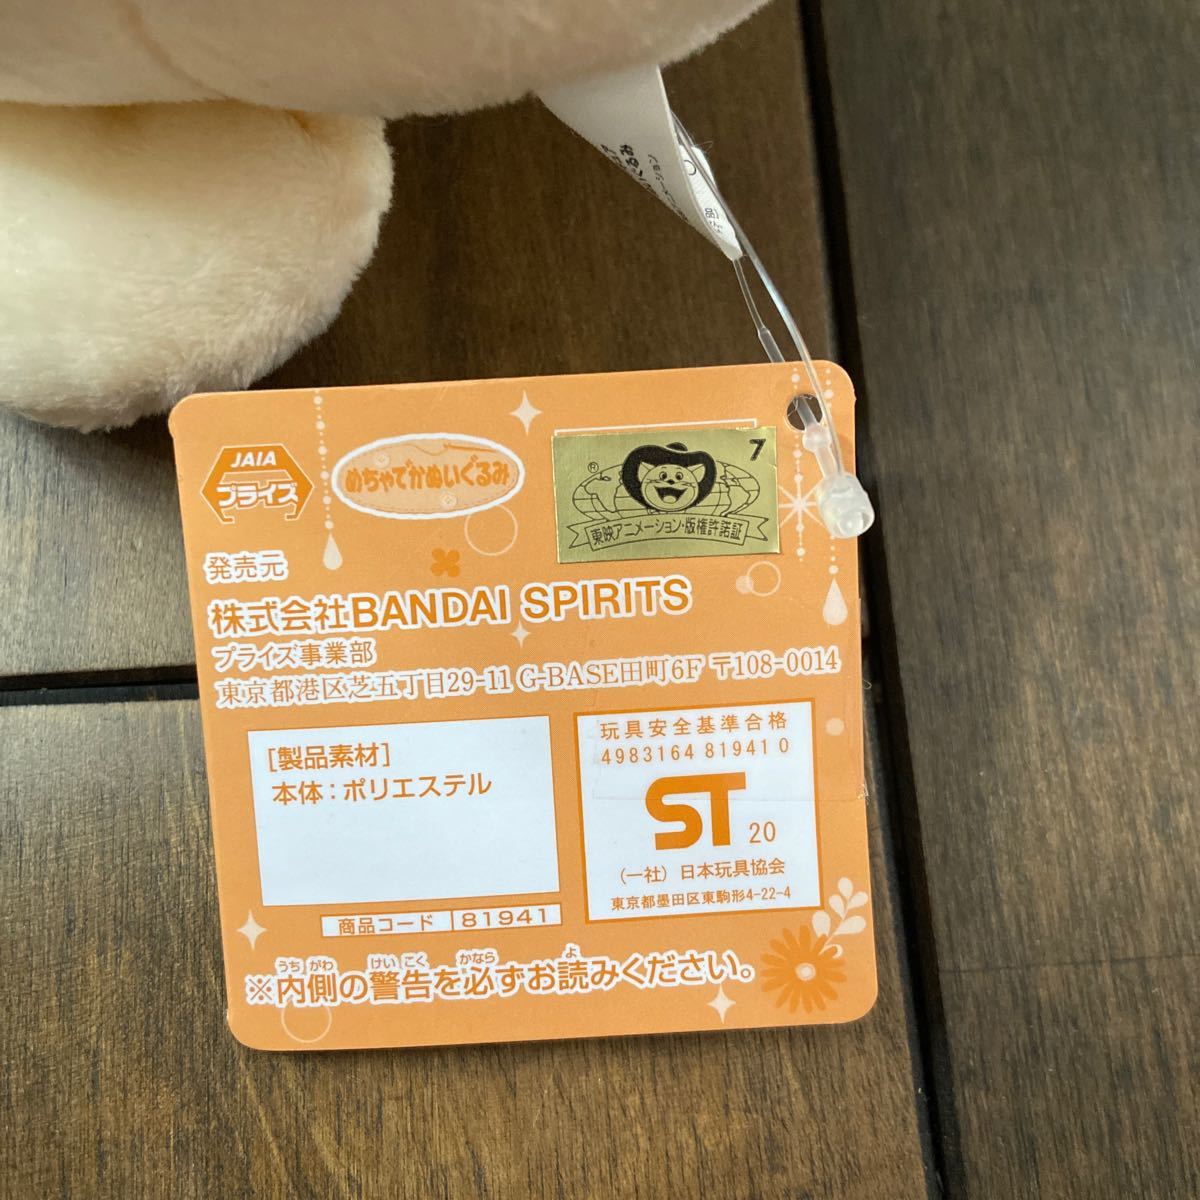 JAIA
プライズ
めちゃでかぬいぐるみ
7
®
東映アニメーション・版権許諾証
発売元
株式会社BANDAI SPIRITS
プライズ事業部
東京都港区芝五丁目29-11 G-BASE田町6F 〒108-0014
[製品素材]
本体:ポリエステル
玩具安全基準合格
4983164 81941 0
ST
20
(一社) 日本玩具協会
東京都墨田区東駒形4-22-4
商品コード 81941
うち がわ けい こく かなら よ
※内側の警告を必ずお読みください。